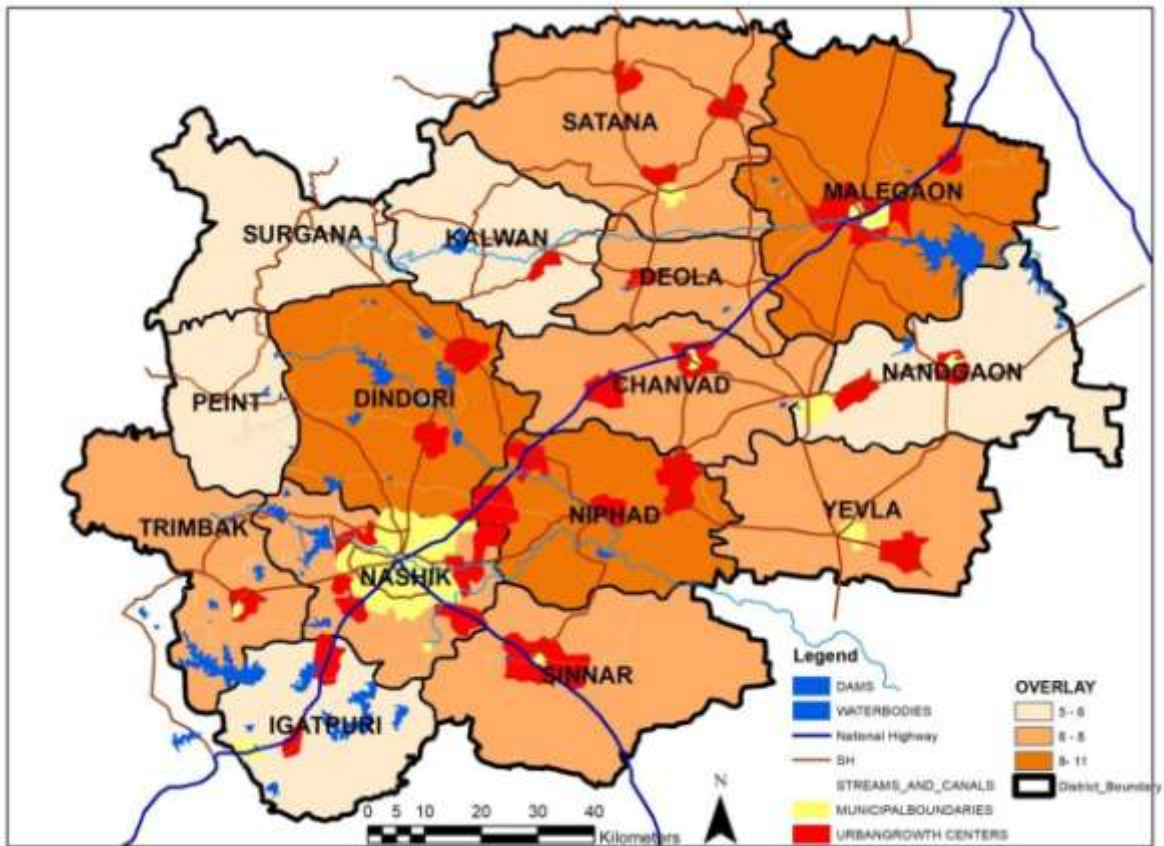 SATANA
MALEGAON
SURGANA
KALWAN
DEOLA
NANDGAON
CHANVAD
PEINT
DINDORI
YEVLA
NIPHAD
TRIMBAK
NASHIK
SINNAR
IGATPURI
Legend
DAMS
WATERBODIES
National Highway
SH
STREAMS_AND_CANALS
MUNICIPALBOUNDARIES
URBANGROWTH CENTERS
OVERLAY
5 - 6
6 - 8
8- 11
District_Boundary
N
0 5 10 20 30 40
Kilometers